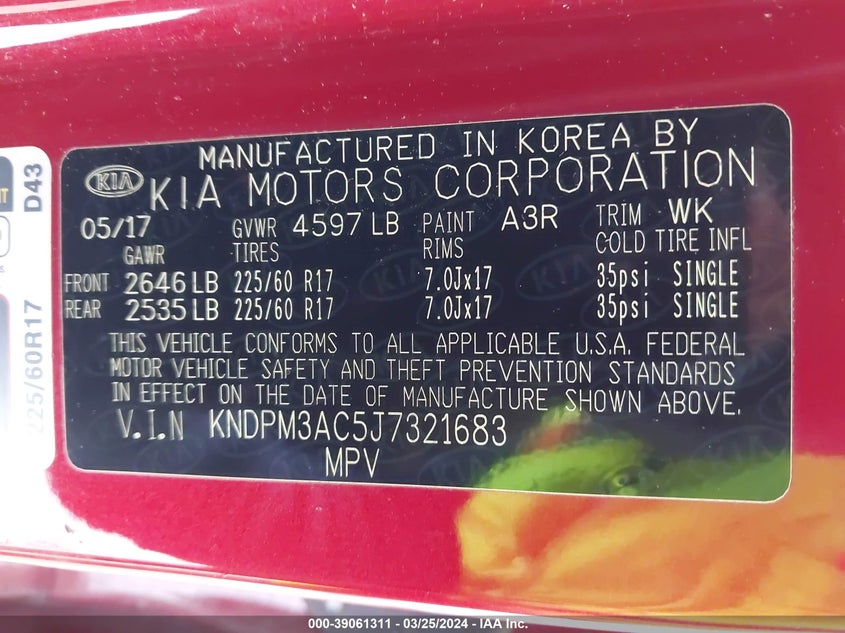 MANUFACTURED IN KOREA BY
KIA KIA MOTORS CORPORATION
05/17 GVWR 4597 LB PAINT A3R TRIM WK
GAWR TIRES RIMS COLD TIRE INFL
FRONT 2646 LB 225/60 R17 7.0Jx17 35psi SINGLE
REAR 2535 LB 225/60 R17 7.0Jx17 35psi SINGLE
THIS VEHICLE CONFORMS TO ALL APPLICABLE U.S.A. FEDERAL
MOTOR VEHICLE SAFETY AND THEFT PREVENTION STANDARDS
IN EFFECT ON THE DATE OF MANUFACTURE SHOWN ABOVE.
V.I.N KNDPM3AC5J7321683
MPV
D43
225/60R17
000-39061311 - 03/25/2024 - IAA Inc.